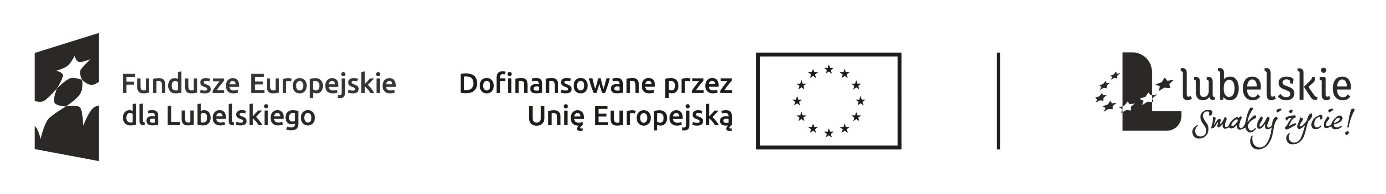 Fundusze Europejskie
dla Lubelskiego
Dofinansowane przez
Unię Europejską
lubelskie
Smakuj życie!